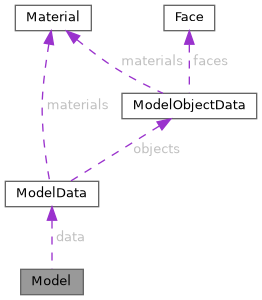 Material
Face
materials
faces
materials
ModelObjectData
objects
ModelData
data
Model